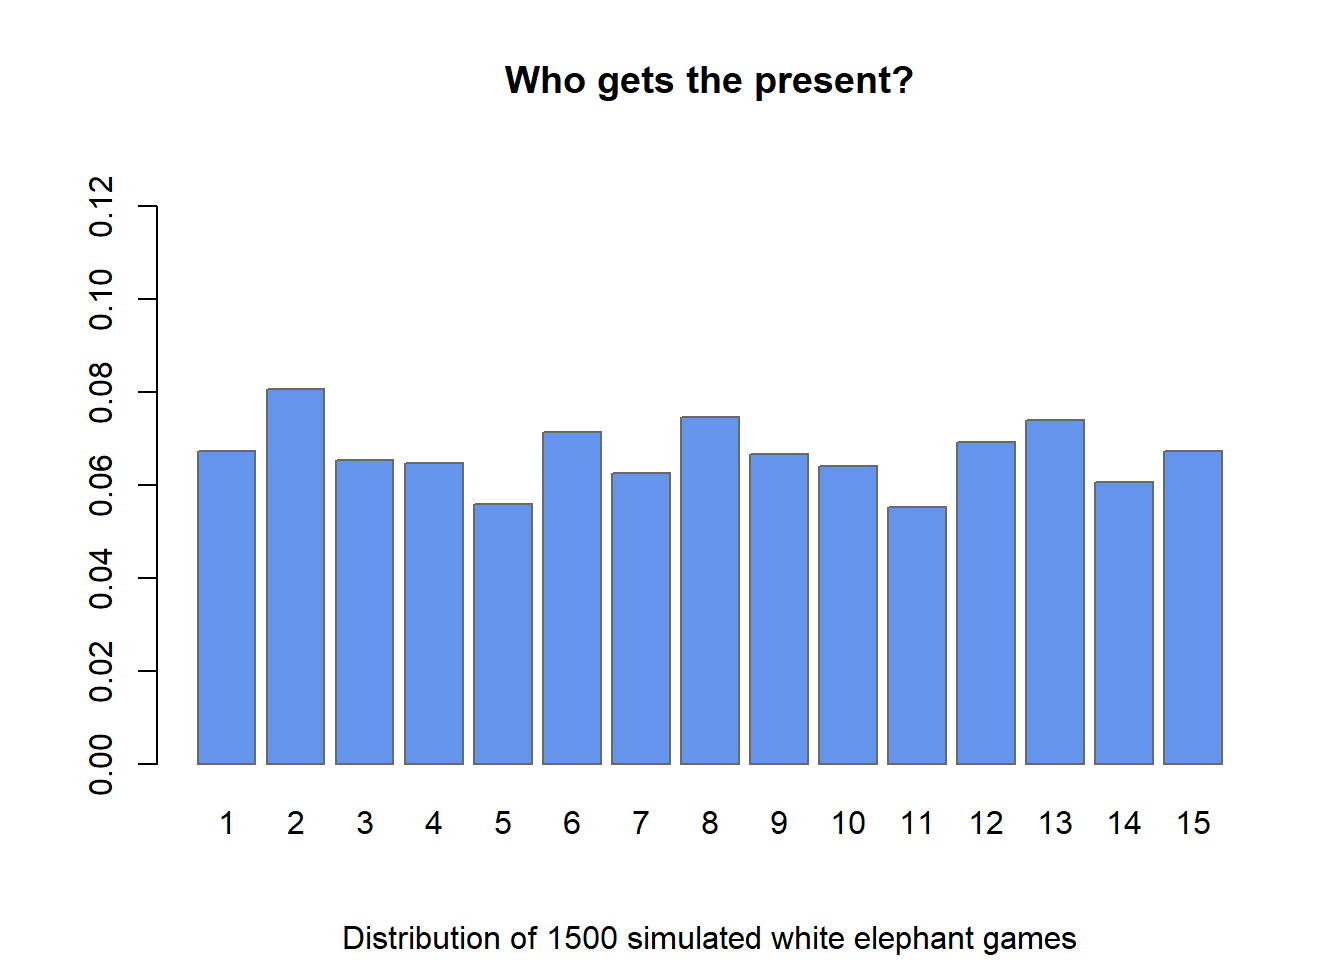 Who gets the present?
0.12
0.10
0.08
0.06
0.04
0.02
0.00
1 2 3 4 5 6 7 8 9 10 11 12 13 14 15
Distribution of 1500 simulated white elephant games